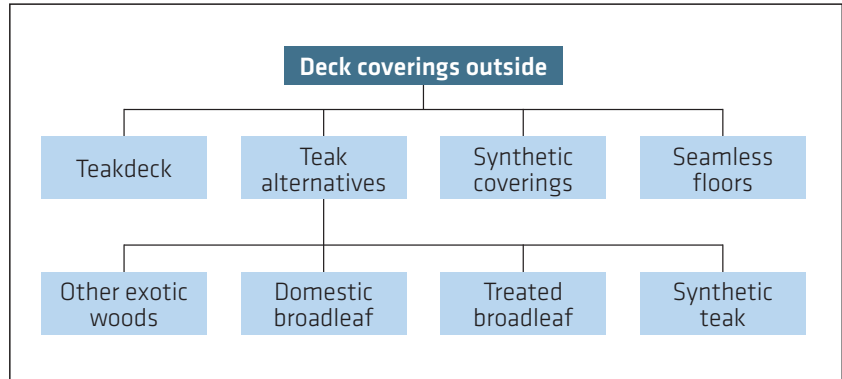 Deck coverings outside
Teakdeck
Teak
alternatives
Synthetic
coverings
Seamless
floors
Other exotic
woods
Domestic
broadleaf
Treated
broadleaf
Synthetic
teak